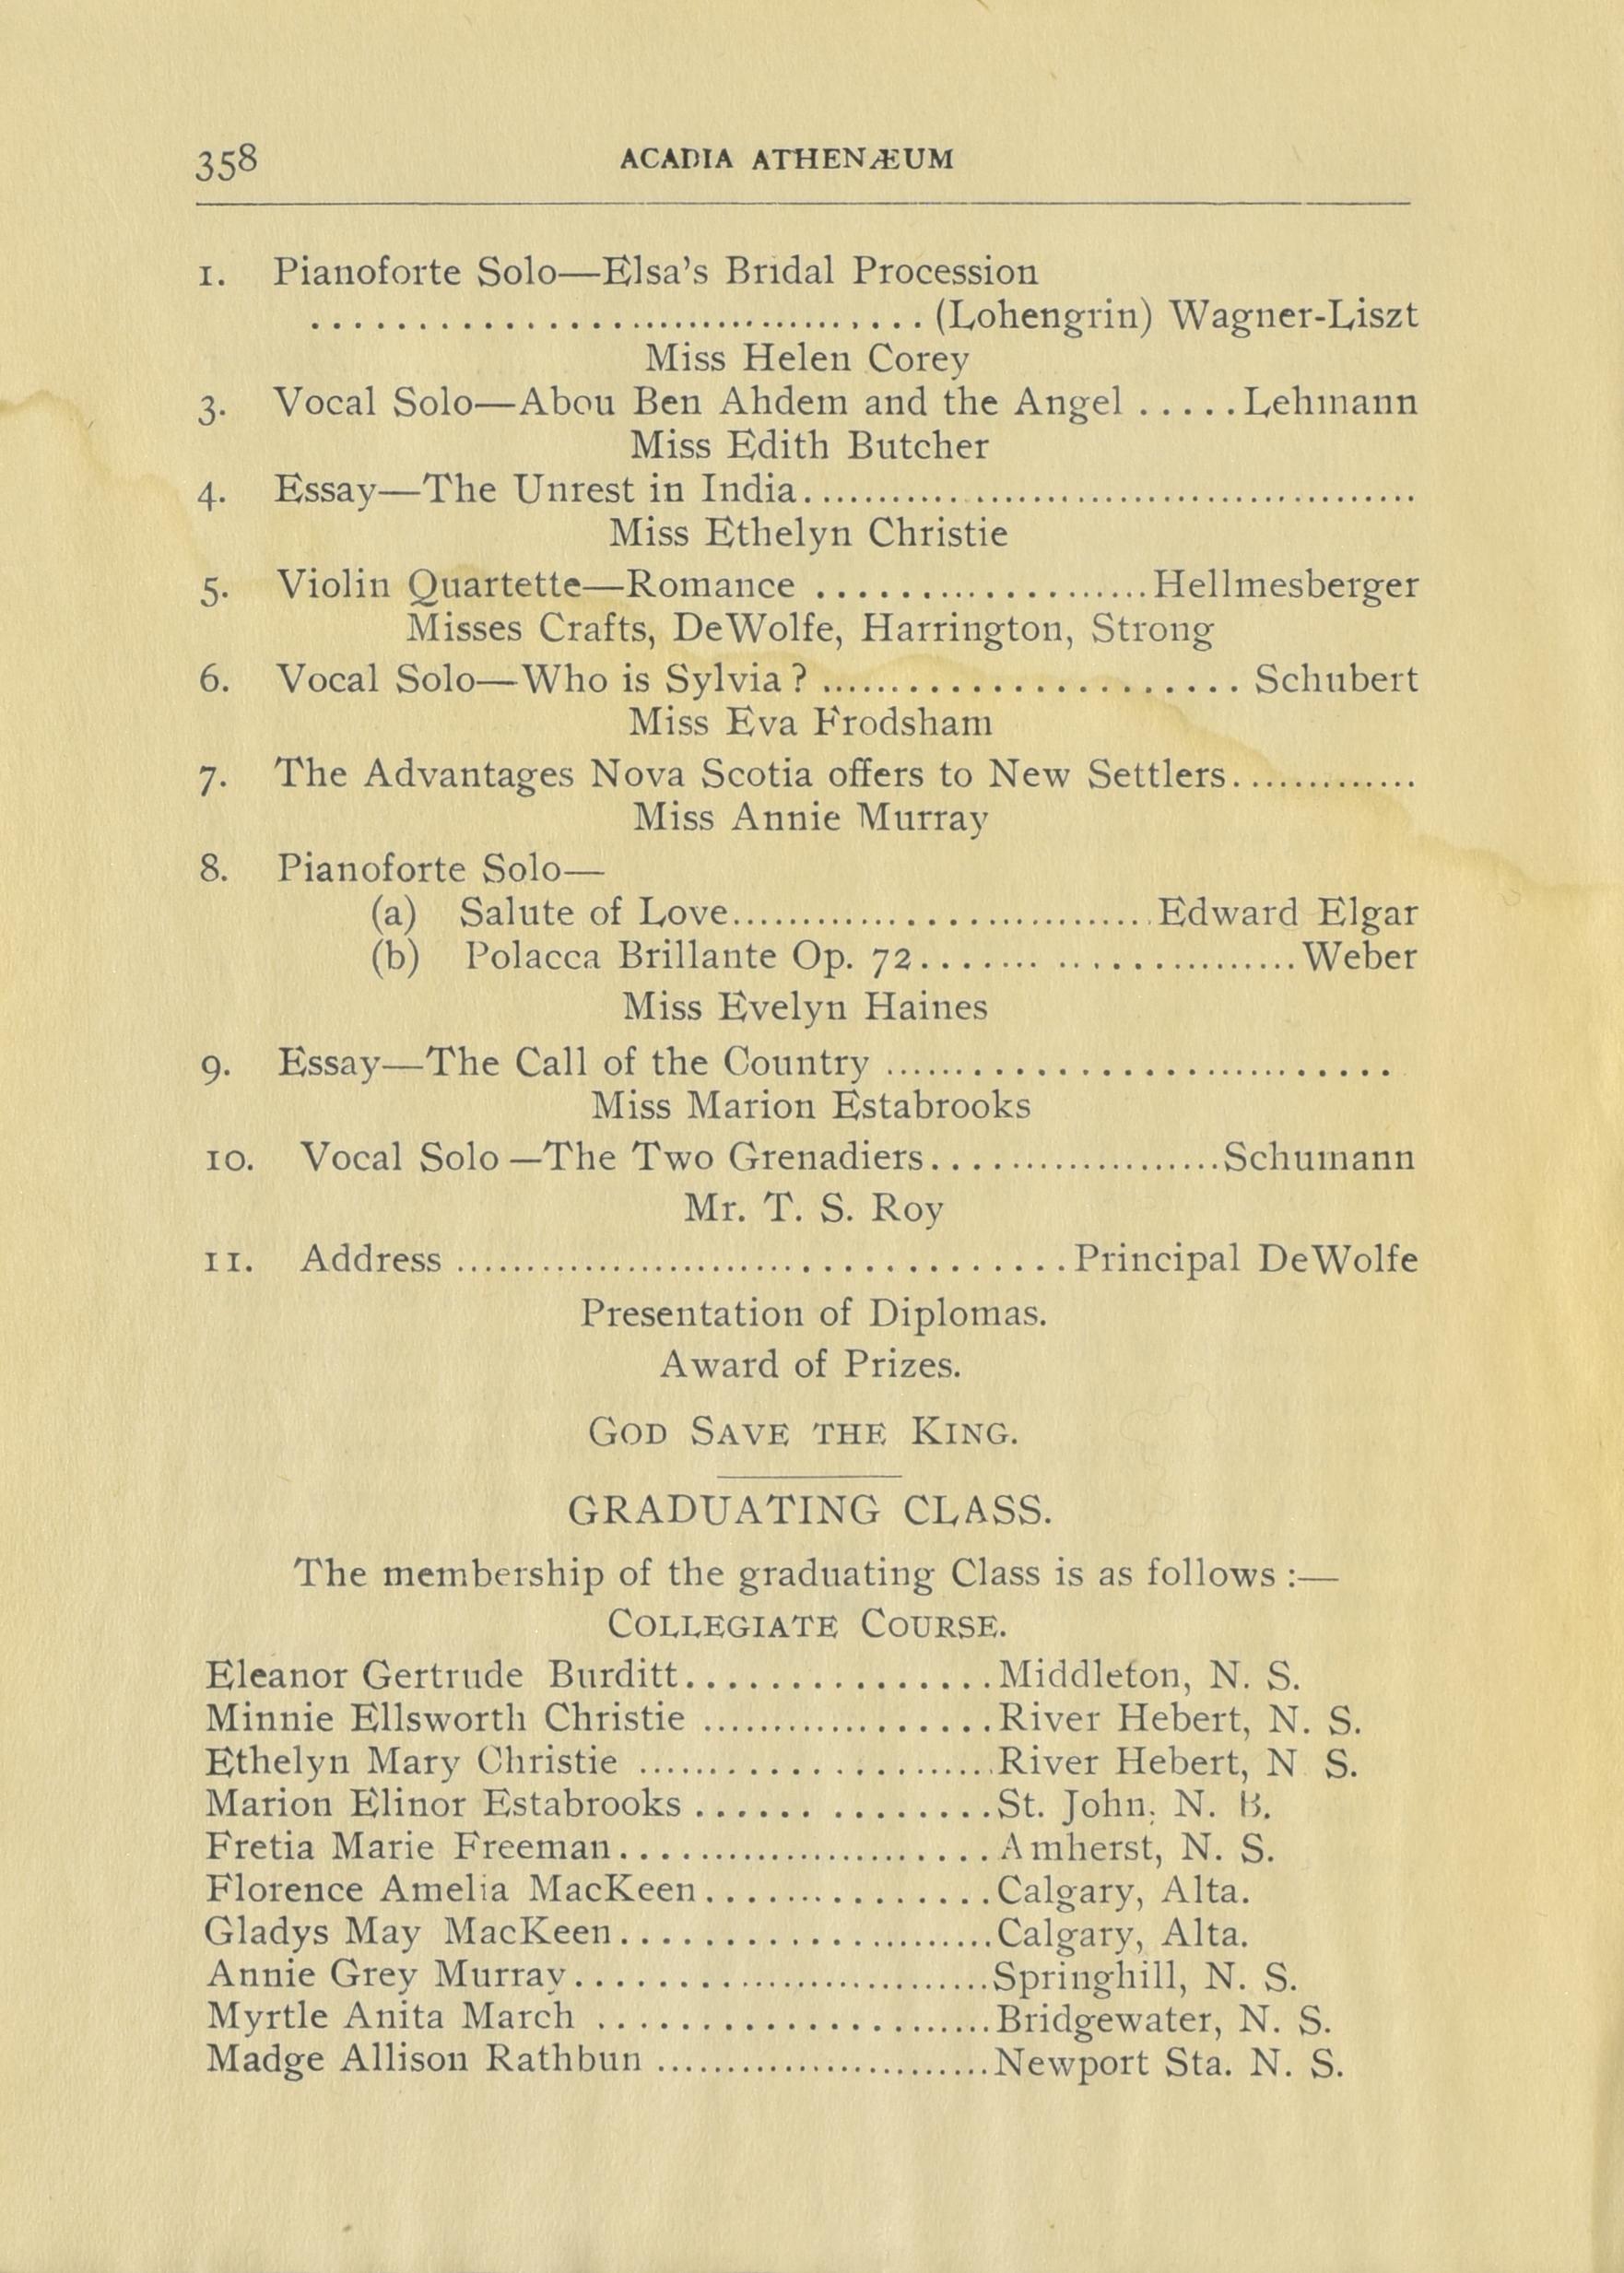 358 ACADIA ATHENÆUM
1. Pianoforte Solo—Elsa's Bridal Procession
.......................................(Lohengrin) Wagner-Liszt
Miss Helen Corey
3. Vocal Solo—Abou Ben Ahdem and the Angel.....Lehmann
Miss Edith Butcher
4. Essay—The Unrest in India..........................................
Miss Ethelyn Christie
5. Violin Quartette—Romance ......................Hellmesberger
Misses Crafts, DeWolfe, Harrington, Strong
6. Vocal Solo—Who is Sylvia? ........................ Schubert
Miss Eva Frodsham
7. The Advantages Nova Scotia offers to New Settlers.............
Miss Annie Murray
8. Pianoforte Solo—
(a) Salute of Love..............................Edward Elgar
(b) Polacca Brillante Op. 72..........................Weber
Miss Evelyn Haines
9. Essay—The Call of the Country ..............................
Miss Marion Estabrooks
10. Vocal Solo—The Two Grenadiers....................Schumann
Mr. T. S. Roy
11. Address ......................................Principal DeWolfe
Presentation of Diplomas.
Award of Prizes.
GOD SAVE THE KING.
GRADUATING CLASS.
The membership of the graduating Class is as follows :—
COLLEGIATE COURSE.
Eleanor Gertrude Burditt...............Middleton, N. S.
Minnie Ellsworth Christie ..................River Hebert, N. S.
Ethelyn Mary Christie ......................River Hebert, N S.
Marion Elinor Estabrooks ..............St. John, N. B.
Fretia Marie Freeman.......................Amherst, N. S.
Florence Amelia MacKeen................Calgary, Alta.
Gladys May MacKeen......................Calgary, Alta.
Annie Grey Murray..........................Springhill, N. S.
Myrtle Anita March ......................Bridgewater, N. S.
Madge Allison Rathbun ......................Newport Sta. N. S.